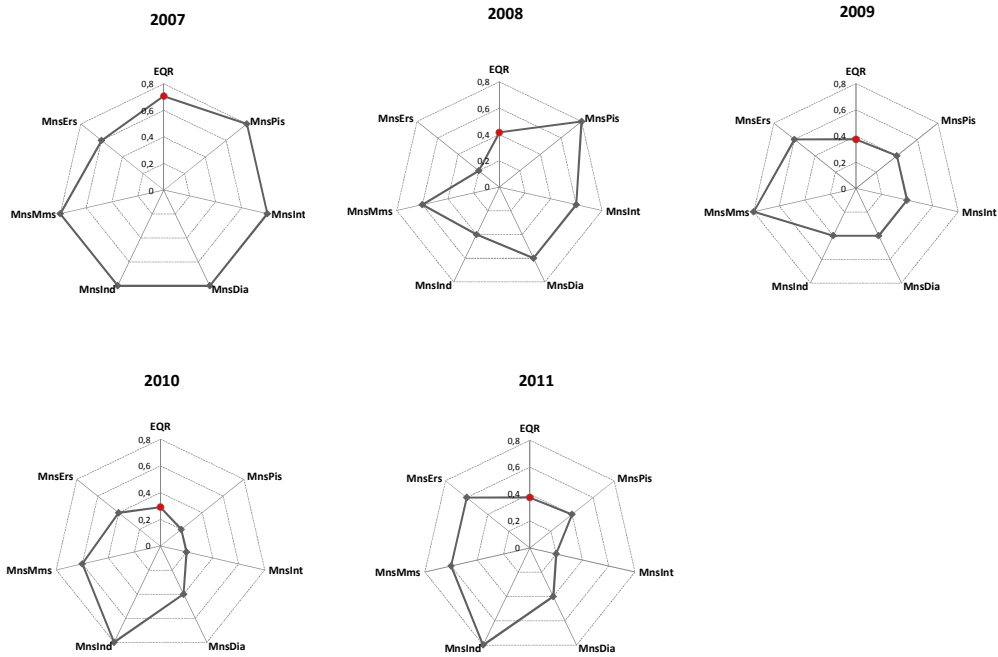 2007
EQR
0,8
0,6
0,4
0,2
0
MnsPis
MnsInt
MnsDia
MnsInd
MnsMms
MnsErs
2008
EQR
0,8
0,6
0,4
0,2
0
MnsPis
MnsInt
MnsDia
MnsInd
MnsMms
MnsErs
2009
EQR
0,8
0,6
0,4
0,2
0
MnsPis
MnsInt
MnsDia
MnsInd
MnsMms
MnsErs
2010
EQR
0,8
0,6
0,4
0,2
0
MnsPis
MnsInt
MnsDia
MnsInd
MnsMms
MnsErs
2011
EQR
0,8
0,6
0,4
0,2
0
MnsPis
MnsInt
MnsDia
MnsInd
MnsMms
MnsErs